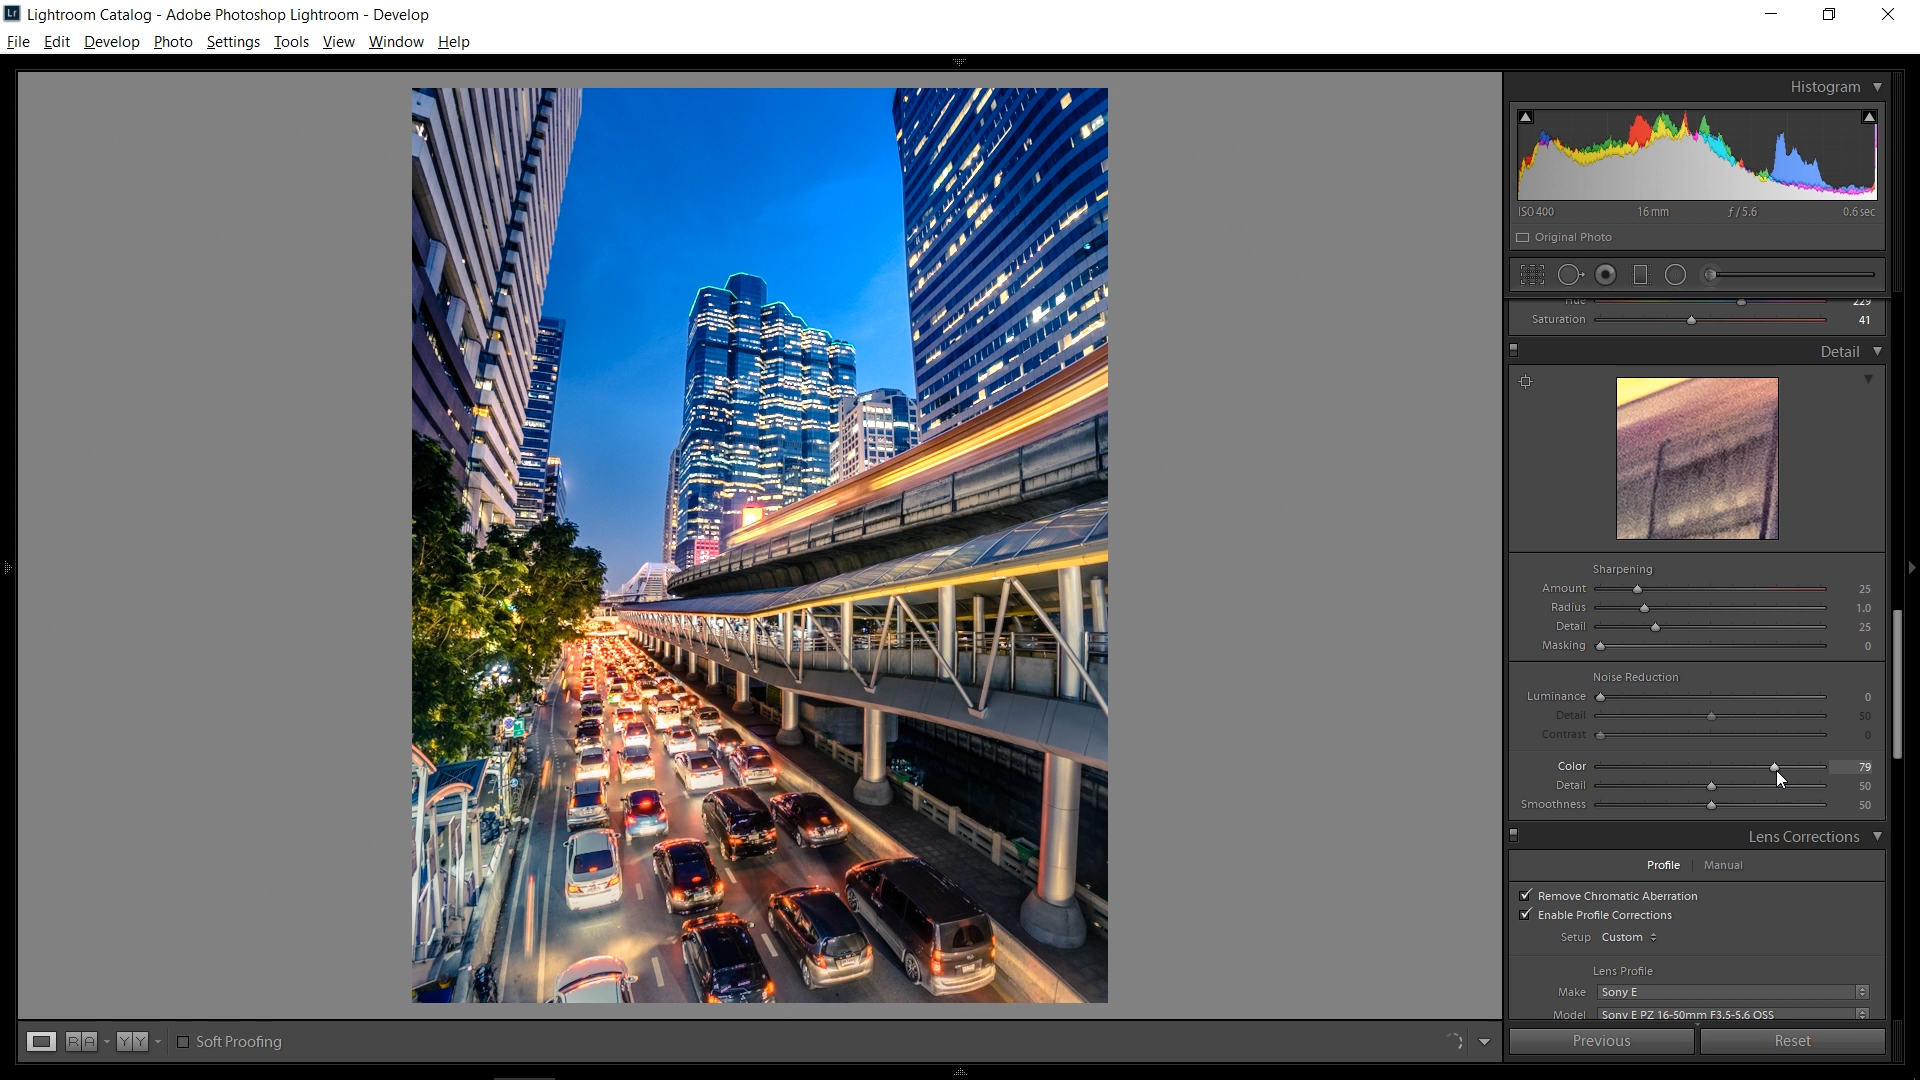 Lr Lightroom Catalog - Adobe Photoshop Lightroom - Develop
File Edit Develop Photo Settings Tools View Window Help
Histogram
ISO 400 16 mm ƒ / 5.6 0.6 sec
Original Photo
Hue 229
Saturation 41
Detail
Sharpening
Amount 25
Radius 1.0
Detail 25
Masking 0
Noise Reduction
Luminance 0
Detail 50
Contrast 0
Color 79
Detail 50
Smoothness 50
Lens Corrections
Profile Manual
Remove Chromatic Aberration
Enable Profile Corrections
Setup Custom
Lens Profile
Make Sony E
Model Sony E PZ 16-50mm F3.5-5.6 OSS
R A Y Y Soft Proofing
Previous Reset